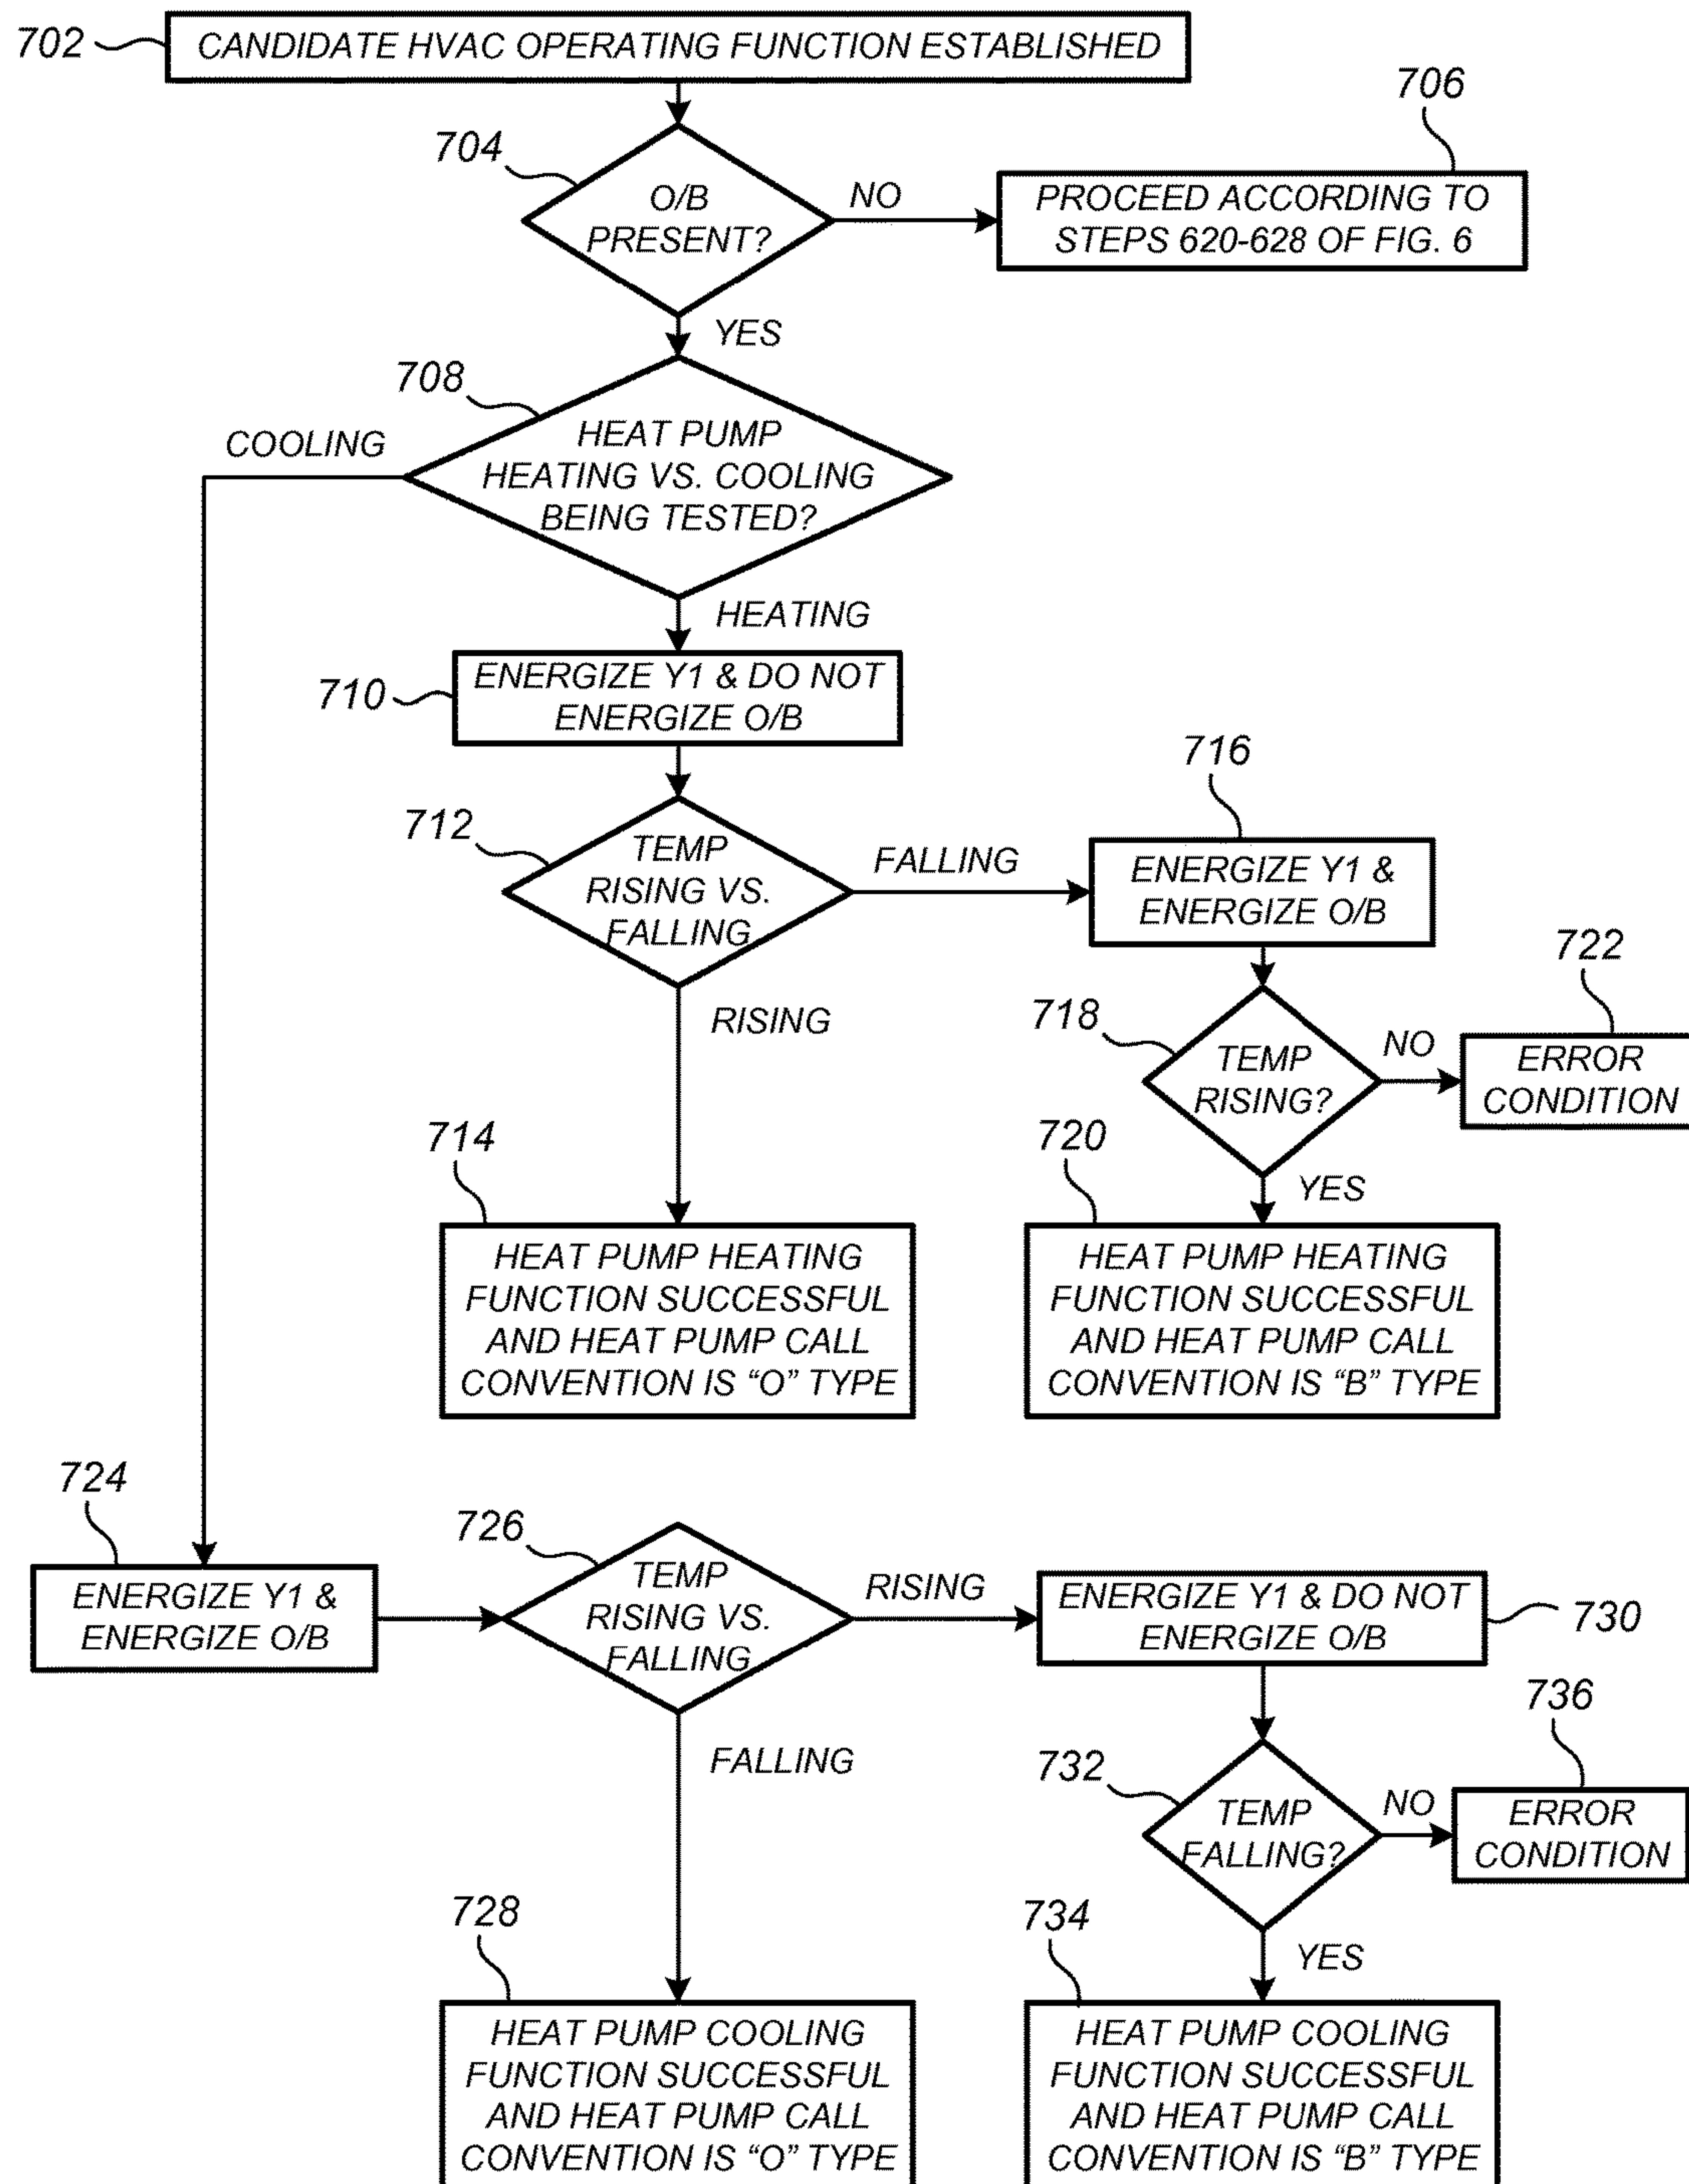 702
CANDIDATE HVAC OPERATING FUNCTION ESTABLISHED
704
O/B
PRESENT?
NO
706
PROCEED ACCORDING TO
STEPS 620-628 OF FIG. 6
YES
708
COOLING
HEAT PUMP
HEATING VS. COOLING
BEING TESTED?
HEATING
710
ENERGIZE Y1 & DO NOT
ENERGIZE O/B
712
TEMP
RISING VS.
FALLING
FALLING
716
ENERGIZE Y1 &
ENERGIZE O/B
RISING
718
TEMP
RISING?
NO
722
ERROR
CONDITION
714
HEAT PUMP HEATING
FUNCTION SUCCESSFUL
AND HEAT PUMP CALL
CONVENTION IS “O” TYPE
720
YES
HEAT PUMP HEATING
FUNCTION SUCCESSFUL
AND HEAT PUMP CALL
CONVENTION IS “B” TYPE
724
ENERGIZE Y1 &
ENERGIZE O/B
726
TEMP
RISING VS.
FALLING
RISING
ENERGIZE Y1 & DO NOT
ENERGIZE O/B
730
FALLING
732
TEMP
FALLING?
NO
736
ERROR
CONDITION
728
HEAT PUMP COOLING
FUNCTION SUCCESSFUL
AND HEAT PUMP CALL
CONVENTION IS “O” TYPE
734
YES
HEAT PUMP COOLING
FUNCTION SUCCESSFUL
AND HEAT PUMP CALL
CONVENTION IS “B” TYPE